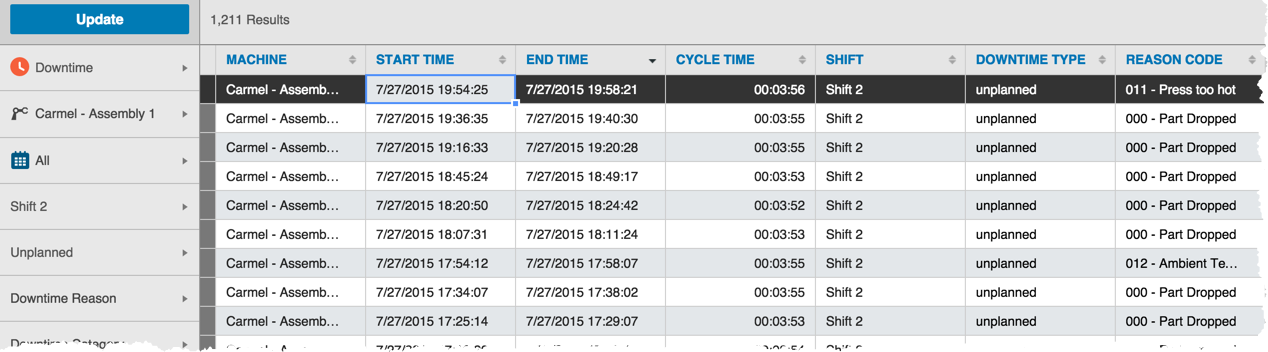 Update
1,211 Results
MACHINE START TIME END TIME CYCLE TIME SHIFT DOWNTIME TYPE REASON CODE
Downtime
Carmel - Assembly 1
All
Shift 2
Unplanned
Downtime Reason
Carmel - Assemb... 7/27/2015 19:54:25 7/27/2015 19:58:21 00:03:56 Shift 2 unplanned 011 - Press too hot
Carmel - Assemb... 7/27/2015 19:36:35 7/27/2015 19:40:30 00:03:55 Shift 2 unplanned 000 - Part Dropped
Carmel - Assemb... 7/27/2015 19:16:33 7/27/2015 19:20:28 00:03:55 Shift 2 unplanned 000 - Part Dropped
Carmel - Assemb... 7/27/2015 18:45:24 7/27/2015 18:49:17 00:03:53 Shift 2 unplanned 000 - Part Dropped
Carmel - Assemb... 7/27/2015 18:20:50 7/27/2015 18:24:42 00:03:52 Shift 2 unplanned 000 - Part Dropped
Carmel - Assemb... 7/27/2015 18:07:31 7/27/2015 18:11:24 00:03:53 Shift 2 unplanned 000 - Part Dropped
Carmel - Assemb... 7/27/2015 17:54:12 7/27/2015 17:58:07 00:03:55 Shift 2 unplanned 012 - Ambient Te...
Carmel - Assemb... 7/27/2015 17:34:07 7/27/2015 17:38:02 00:03:55 Shift 2 unplanned 000 - Part Dropped
Carmel - Assemb... 7/27/2015 17:25:14 7/27/2015 17:29:07 00:03:53 Shift 2 unplanned 000 - Part Dropped